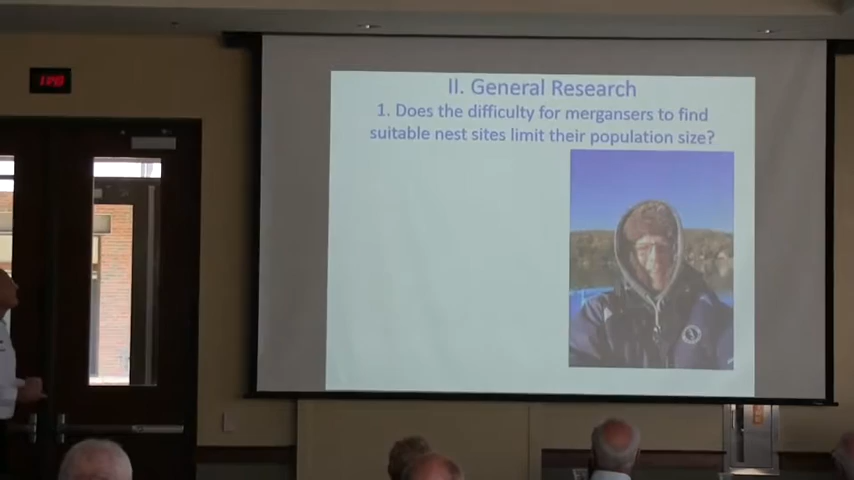 II. General Research
1. Does the difficulty for mergansers to find
suitable nest sites limit their population size?